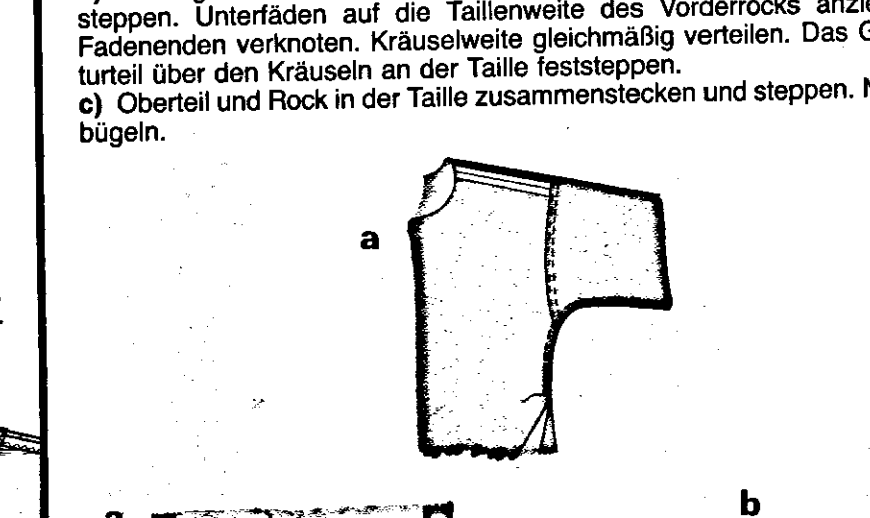 steppen. Unterfäden auf die Taillenweite des Vorderrocks
Fadenenden verknoten. Kräuselweite gleichmäßig verteilen. Das
turteil über den Kräuseln an der Taille feststeppen.
c) Oberteil und Rock in der Taille zusammenstecken und steppen.
bügeln.
a
b